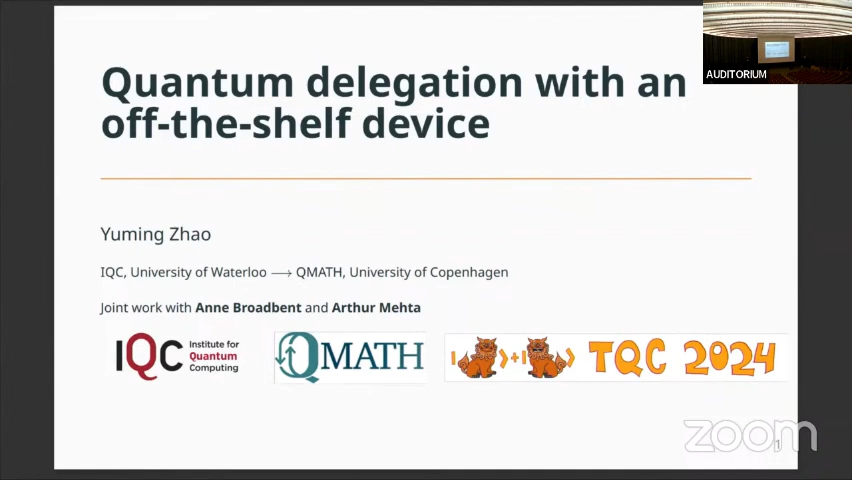 AUDITORIUM
Quantum delegation with an
off-the-shelf device
Yuming Zhao
IQC, University of Waterloo ⟶ QMATH, University of Copenhagen
Joint work with Anne Broadbent and Arthur Mehta
IQC
Institute for
Quantum
Computing
QMATH
| ⟩+| ⟩ TQC 2024
zoom
1